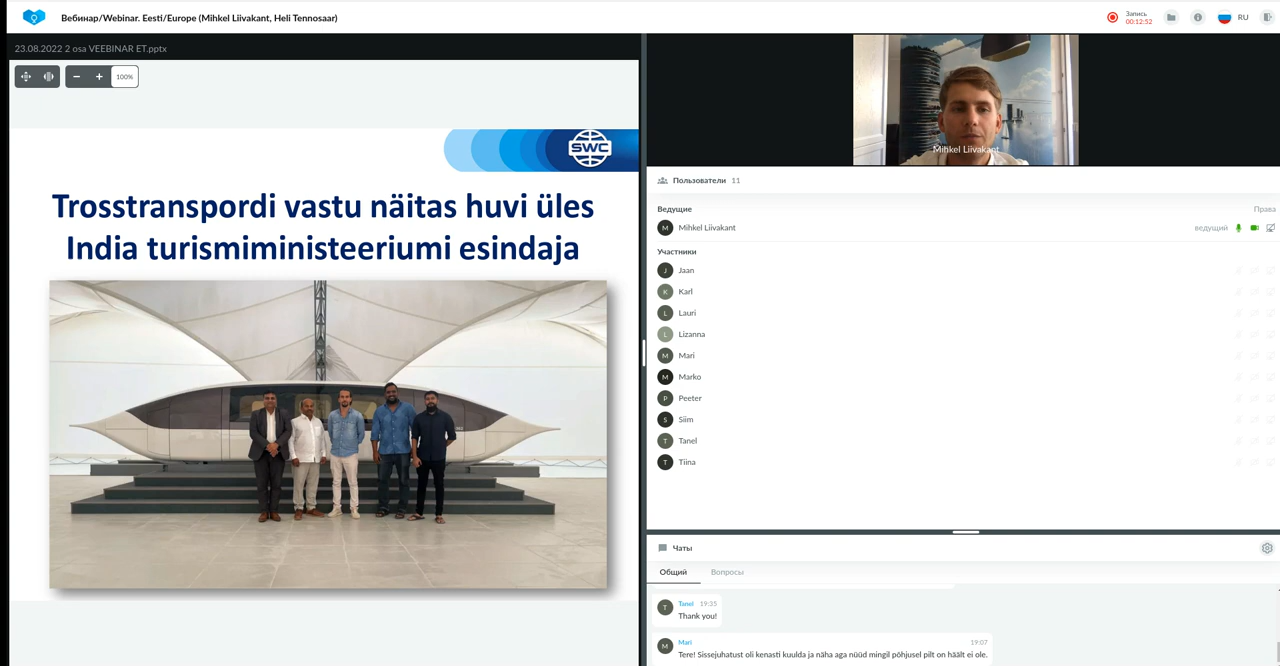 Вебинар/Webinar. Eesti/Europe (Mihkel Liivakant, Heli Tennosaar)
Запись
00:12:52
RU
23.08.2022 2 osa VEEBINAR ET.pptx
100%
SWC
Trosstranspordi vastu näitas huvi üles
India turismiministeeriumi esindaja
Mihkel Liivakant
Пользователи 11
Ведущие Права
M Mihkel Liivakant ведущий
Участники
J Jaan
K Karl
L Lauri
L Lizanna
M Mari
M Marko
P Peeter
S Siim
T Tanel
T Tiina
Чаты
Общий Вопросы
T Tanel 19:35
Thank you!
M Mari 19:07
Tere! Sissejuhatust oli kenasti kuulda ja näha aga nüüd mingil põhjusel pilt on häält ei ole.